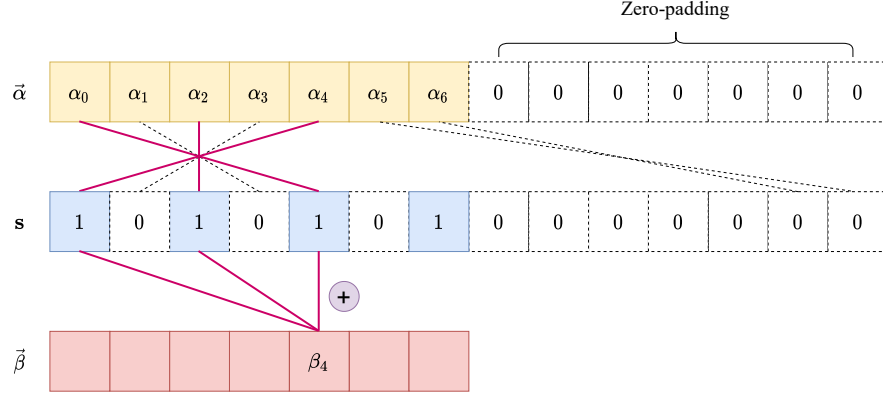 Zero-padding
α⃗ α₀ α₁ α₂ α₃ α₄ α₅ α₆ 0 0 0 0 0 0 0
s 1 0 1 0 1 0 1 0 0 0 0 0 0 0
+
β⃗ β₄